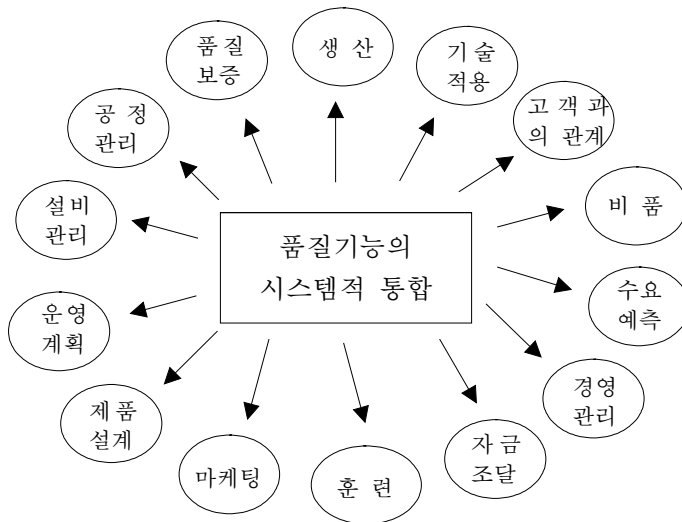 품질
보증
생 산
기술
적용
고객과
의 관계
비 품
수요
예측
경영
관리
자금
조달
훈 련
마케팅
제품
설계
운영
계획
설비
관리
공 정
관리
품질기능의
시스템적 통합